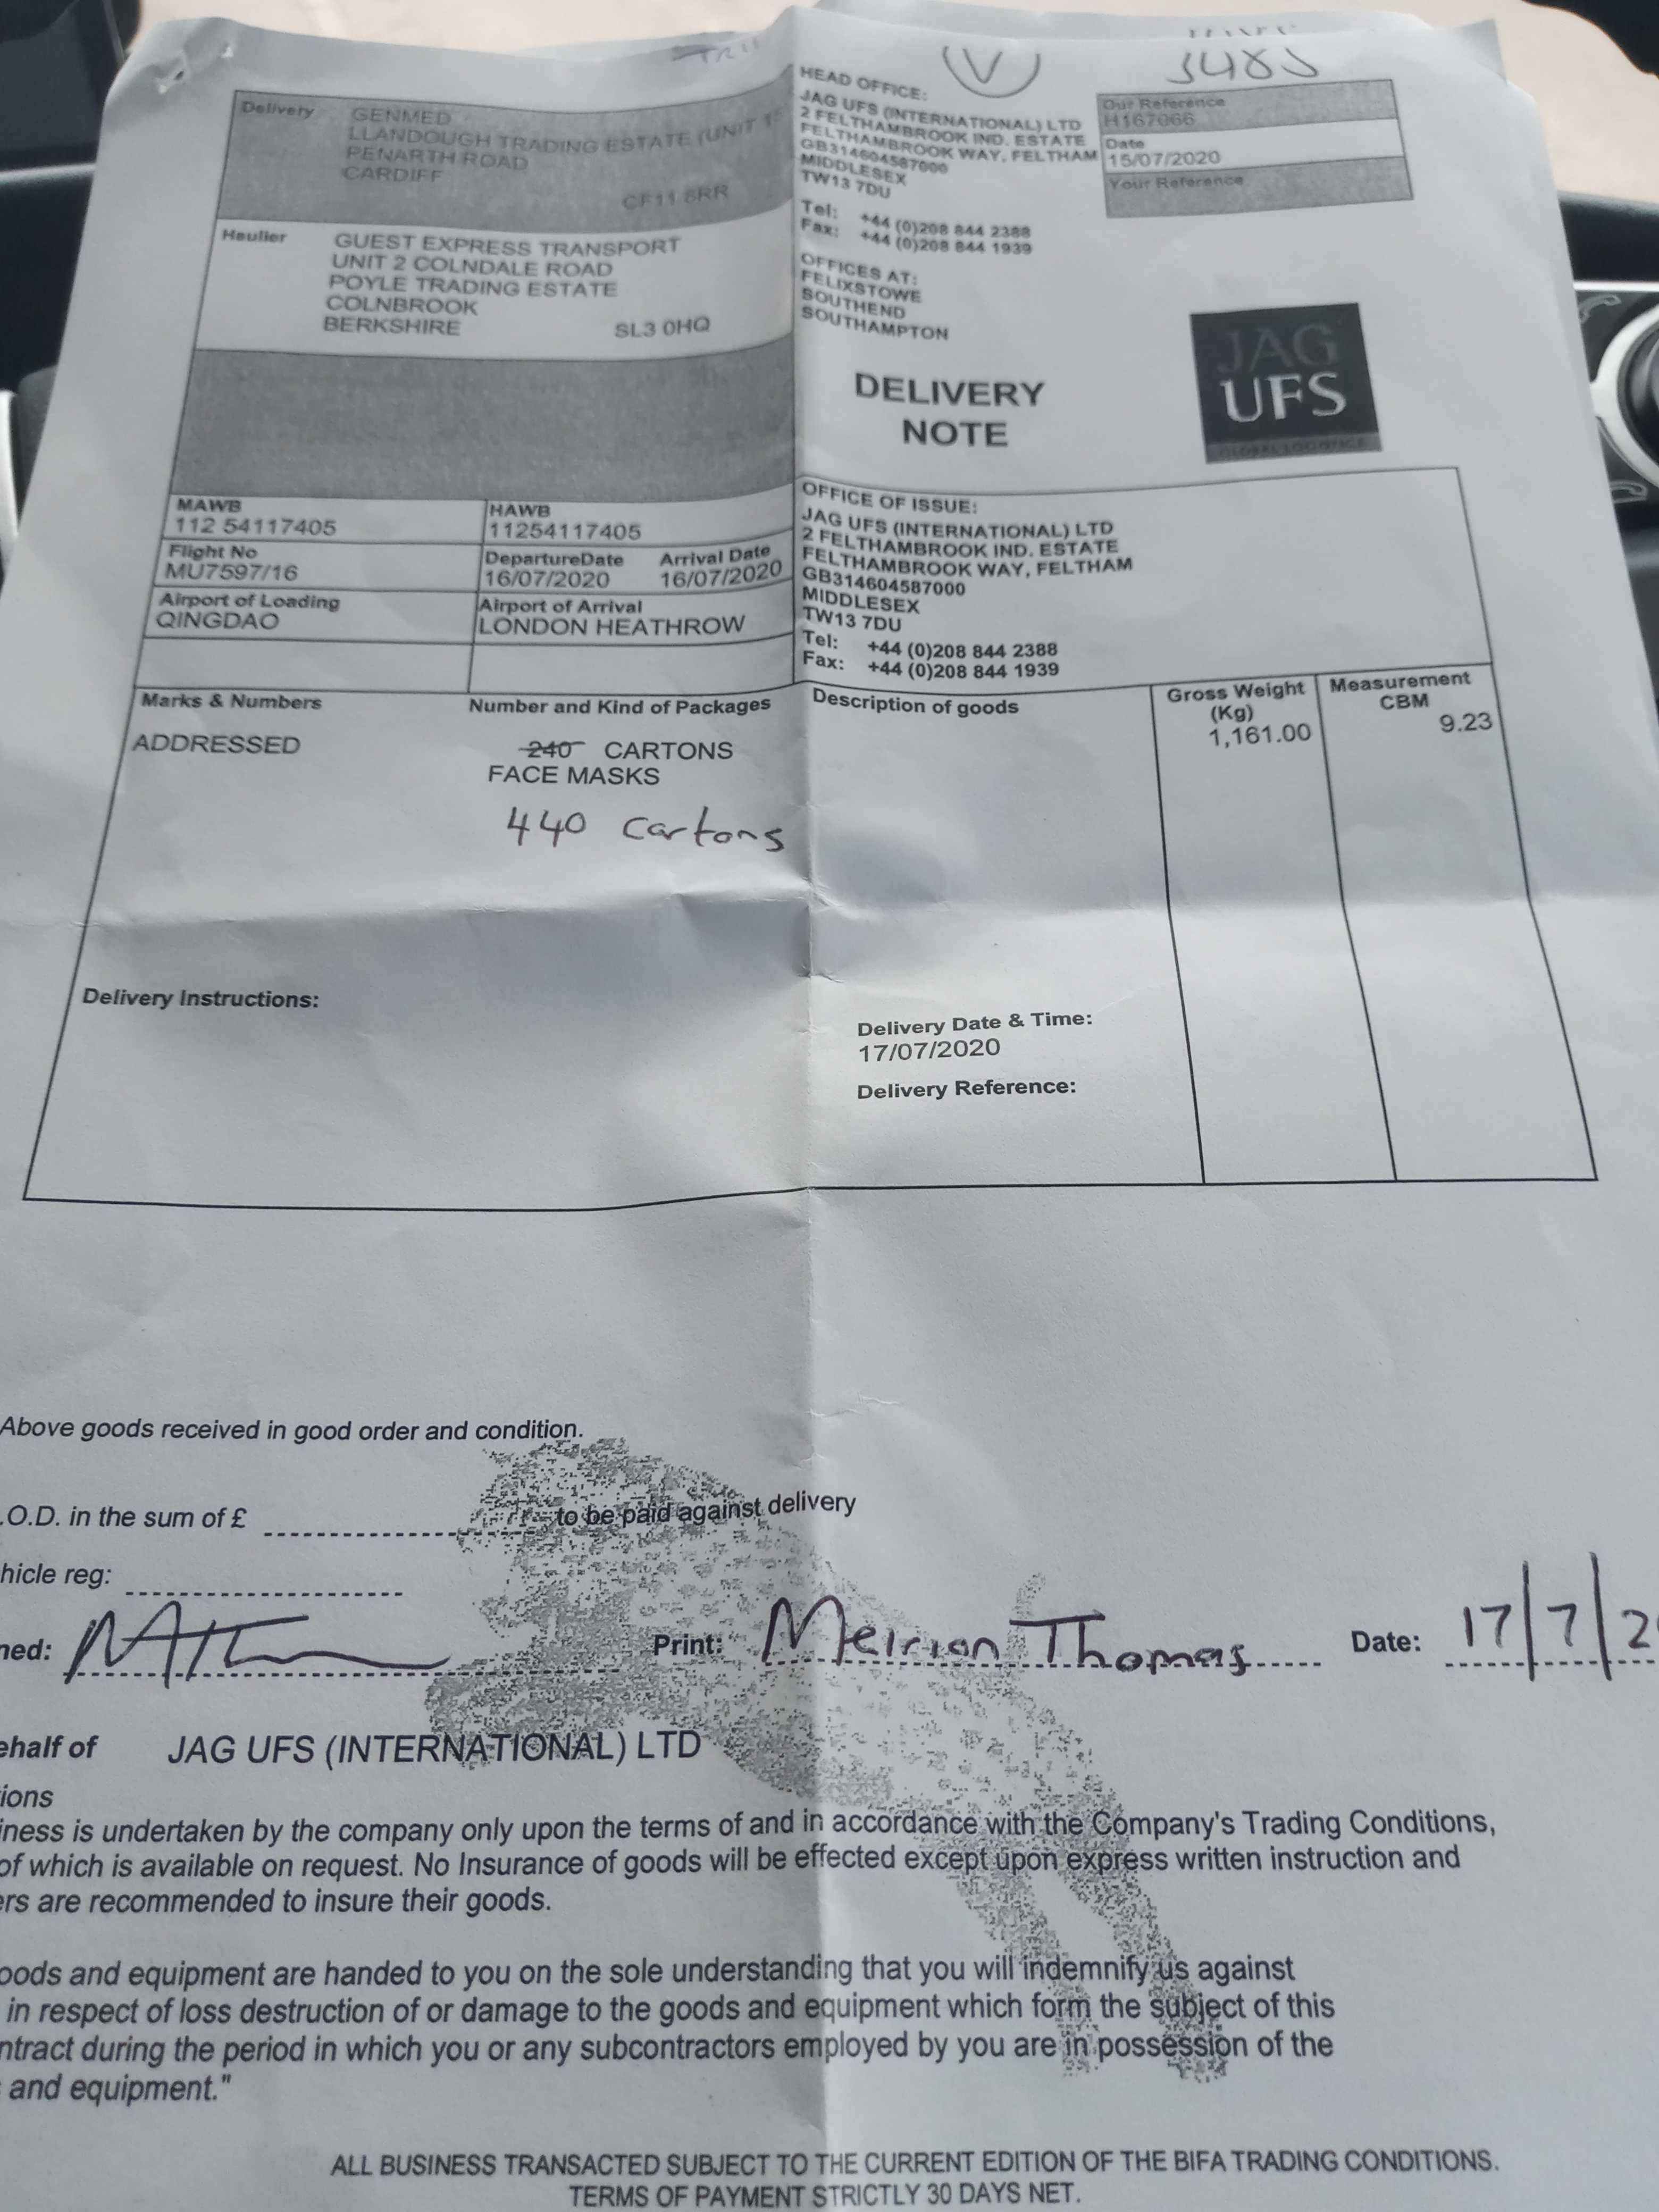 V
5485
Delivery
GENMED
LLANDOUGH TRADING ESTATE (UNIT
PENARTH ROAD
CARDIFF
Haulier
GUEST EXPRESS TRANSPORT
UNIT 2 COLNDALE ROAD
POYLE TRADING ESTATE
COLNBROOK
BERKSHIRE SL3 0HQ
HEAD OFFICE:
JAG UFS (INTERNATIONAL) LTD
2 FELTHAMBROOK IND. ESTATE
FELTHAMBROOK WAY, FELTHAM
GB314604587000
MIDDLESEX
TW13 7DU
Tel: +44 (0)208 844 2388
Fax: +44 (0)208 844 1939
OFFICES AT:
FELIXSTOWE
SOUTHEND
SOUTHAMPTON
Our Reference
H167066
Date
15/07/2020
Your Reference
DELIVERY
NOTE
JAG
UFS
GLOBAL LOGISTICS
MAWB
112 54117405
HAWB
11254117405
Flight No
MU7597/16
DepartureDate
16/07/2020
Arrival Date
16/07/2020
Airport of Loading
QINGDAO
Airport of Arrival
LONDON HEATHROW
OFFICE OF ISSUE:
JAG UFS (INTERNATIONAL) LTD
2 FELTHAMBROOK IND. ESTATE
FELTHAMBROOK WAY, FELTHAM
GB314604587000
MIDDLESEX
TW13 7DU
Tel: +44 (0)208 844 2388
Fax: +44 (0)208 844 1939
Marks & Numbers
Number and Kind of Packages
Description of goods
Gross Weight
(Kg)
Measurement
CBM
ADDRESSED
240 CARTONS
1,161.00
9.23
FACE MASKS
440 Cartons
Delivery Instructions:
Delivery Date & Time:
17/07/2020
Delivery Reference:
Above goods received in good order and condition.
.O.D. in the sum of £ to be paid against delivery
hicle reg:
ned:
Print: Meirion Thomas
Date: 17/7/2
ehalf of JAG UFS (INTERNATIONAL) LTD
ions
iness is undertaken by the company only upon the terms of and in accordance with the Company's Trading Conditions,
of which is available on request. No Insurance of goods will be effected except upon express written instruction and
ers are recommended to insure their goods.
oods and equipment are handed to you on the sole understanding that you will indemnify us against
in respect of loss destruction of or damage to the goods and equipment which form the subject of this
ntract during the period in which you or any subcontractors employed by you are in possession of the
and equipment."
ALL BUSINESS TRANSACTED SUBJECT TO THE CURRENT EDITION OF THE BIFA TRADING CONDITIONS.
TERMS OF PAYMENT STRICTLY 30 DAYS NET.